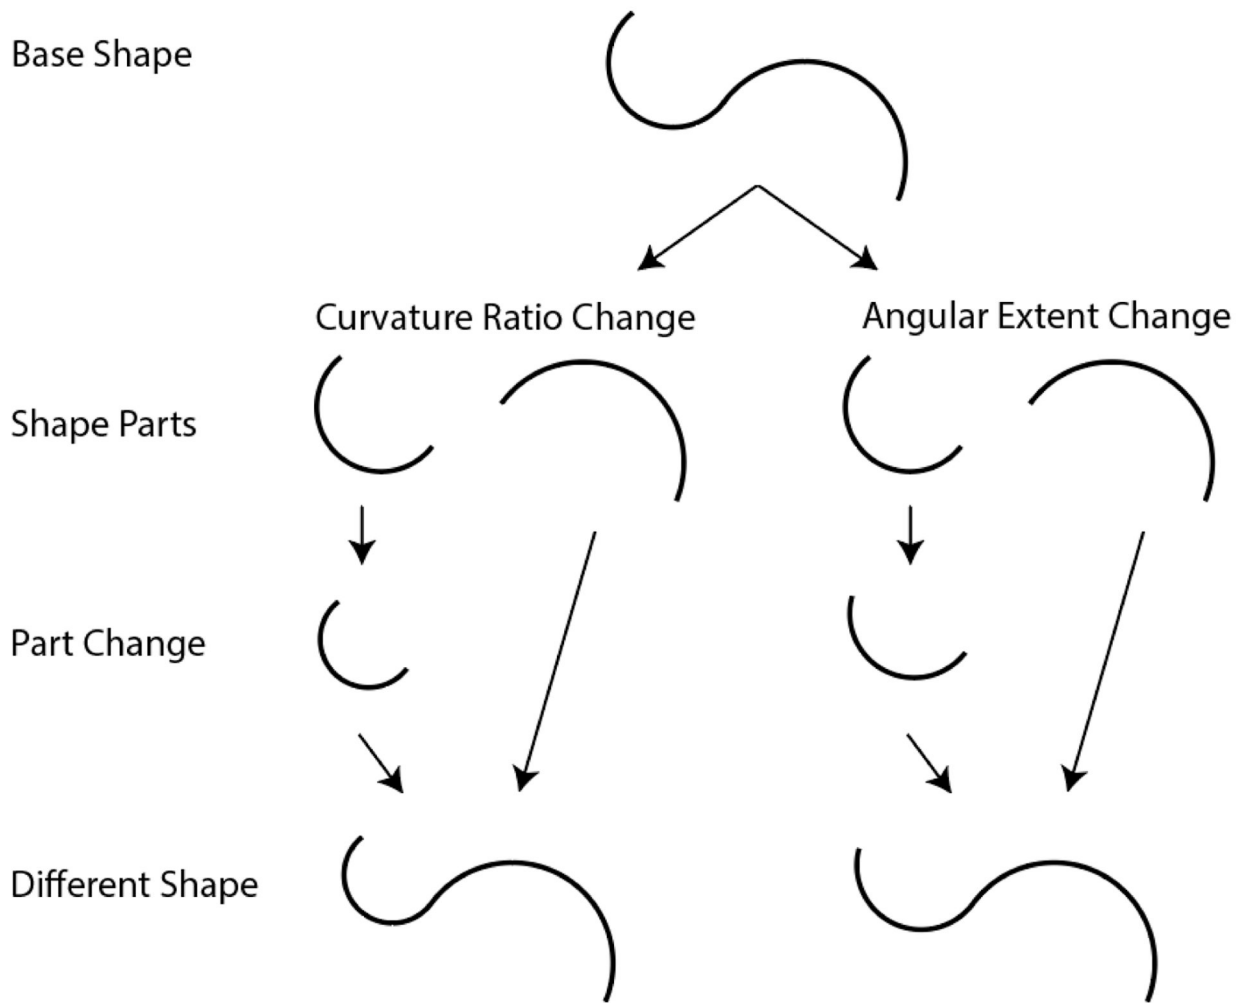 Base Shape
Curvature Ratio Change
Angular Extent Change
Shape Parts
Part Change
Different Shape